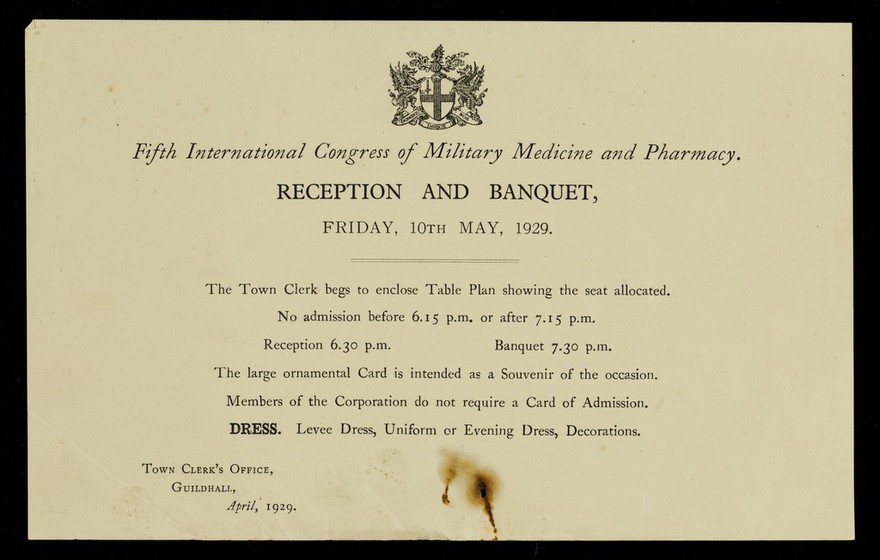 Fifth International Congress of Military Medicine and Pharmacy.
RECEPTION AND BANQUET,
FRIDAY, 10TH MAY, 1929.
The Town Clerk begs to enclose Table Plan showing the seat allocated.
No admission before 6.15 p.m. or after 7.15 p.m.
Reception 6.30 p.m. Banquet 7.30 p.m.
The large ornamental Card is intended as a Souvenir of the occasion.
Members of the Corporation do not require a Card of Admission.
DRESS. Levee Dress, Uniform or Evening Dress, Decorations.
TOWN CLERK'S OFFICE,
GUILDHALL,
April, 1929.